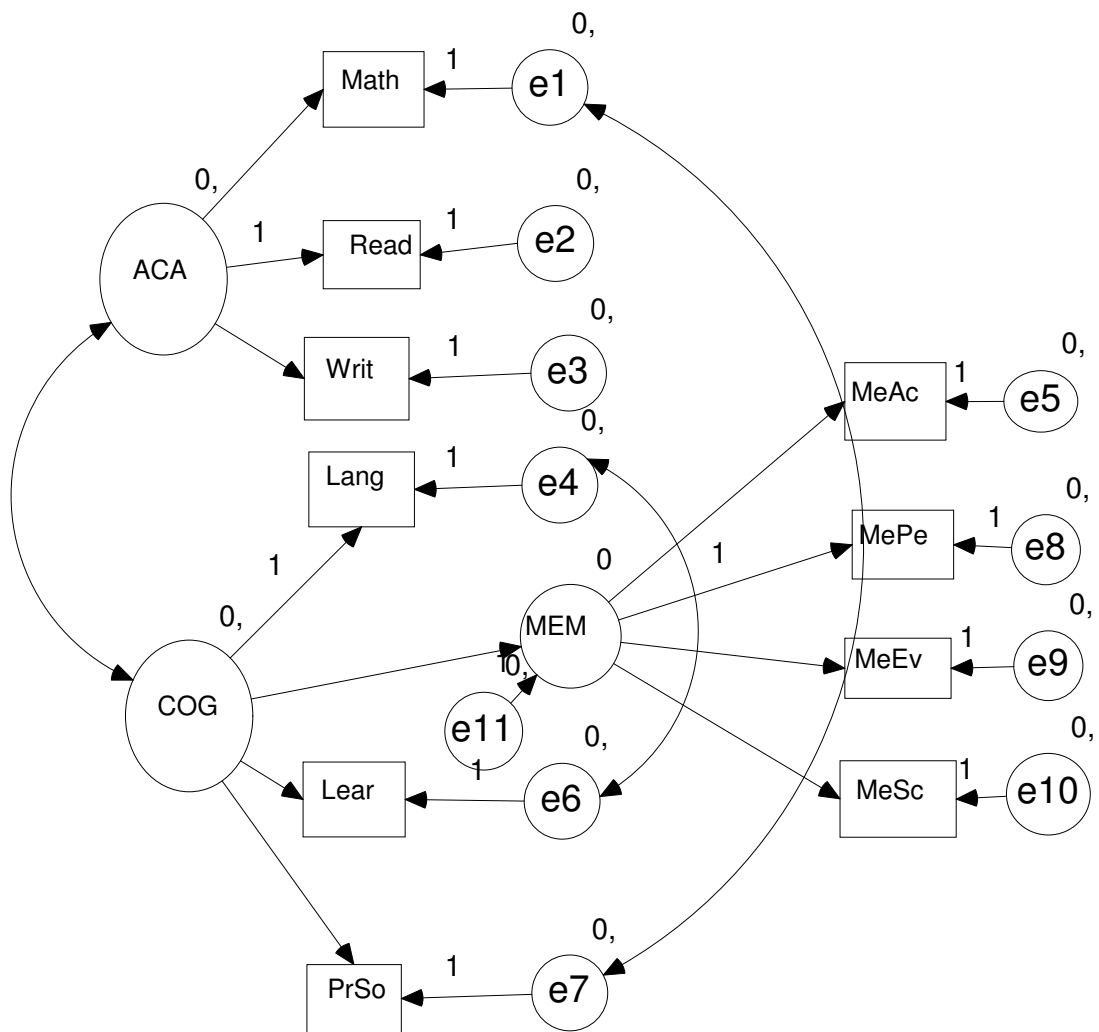 0,
Math
1
e1
0,
0,
1
Read
1
e2
ACA
0,
Writ
1
e3
0,
MeAc
1
e5
0,
Lang
1
e4
0,
1
MePe
1
e8
0
1
0,
0,
MEM
MeEv
1
e9
COG
1
0,
e11
0,
0,
1
Lear
1
e6
MeSc
e10
0,
PrSo
1
e7